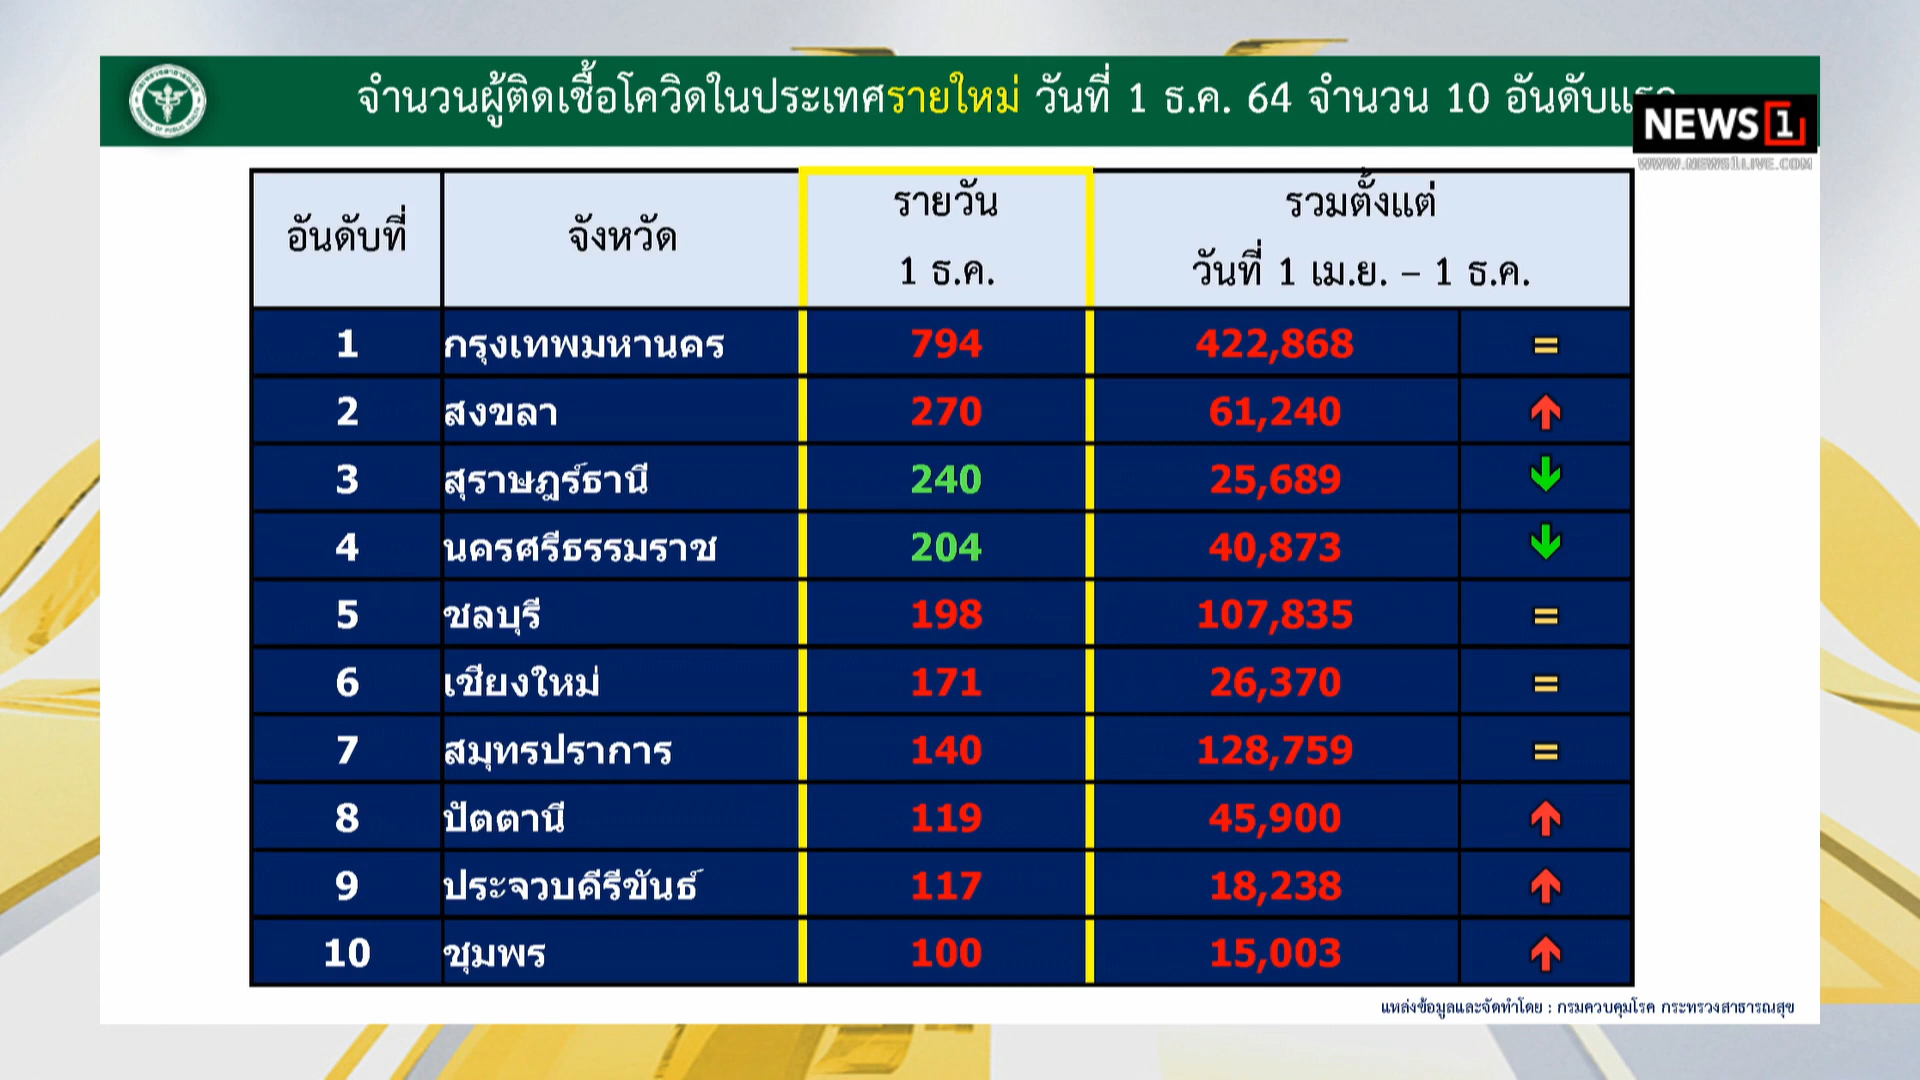 จำนวนผู้ติดเชื้อโควิดในประเทศรายใหม่ วันที่ 1 ธ.ค. 64 จำนวน 10 อันดับแรก
NEWS 1
WWW.NEWS1LIVE.COM
อันดับที่ จังหวัด รายวัน 1 ธ.ค. รวมตั้งแต่ วันที่ 1 เม.ย. – 1 ธ.ค.
1 กรุงเทพมหานคร 794 422,868 =
2 สงขลา 270 61,240 ↑
3 สุราษฎร์ธานี 240 25,689 ↓
4 นครศรีธรรมราช 204 40,873 ↓
5 ชลบุรี 198 107,835 =
6 เชียงใหม่ 171 26,370 =
7 สมุทรปราการ 140 128,759 =
8 ปัตตานี 119 45,900 ↑
9 ประจวบคีรีขันธ์ 117 18,238 ↑
10 ชุมพร 100 15,003 ↑
แหล่งข้อมูลและจัดทำโดย : กรมควบคุมโรค กระทรวงสาธารณสุข